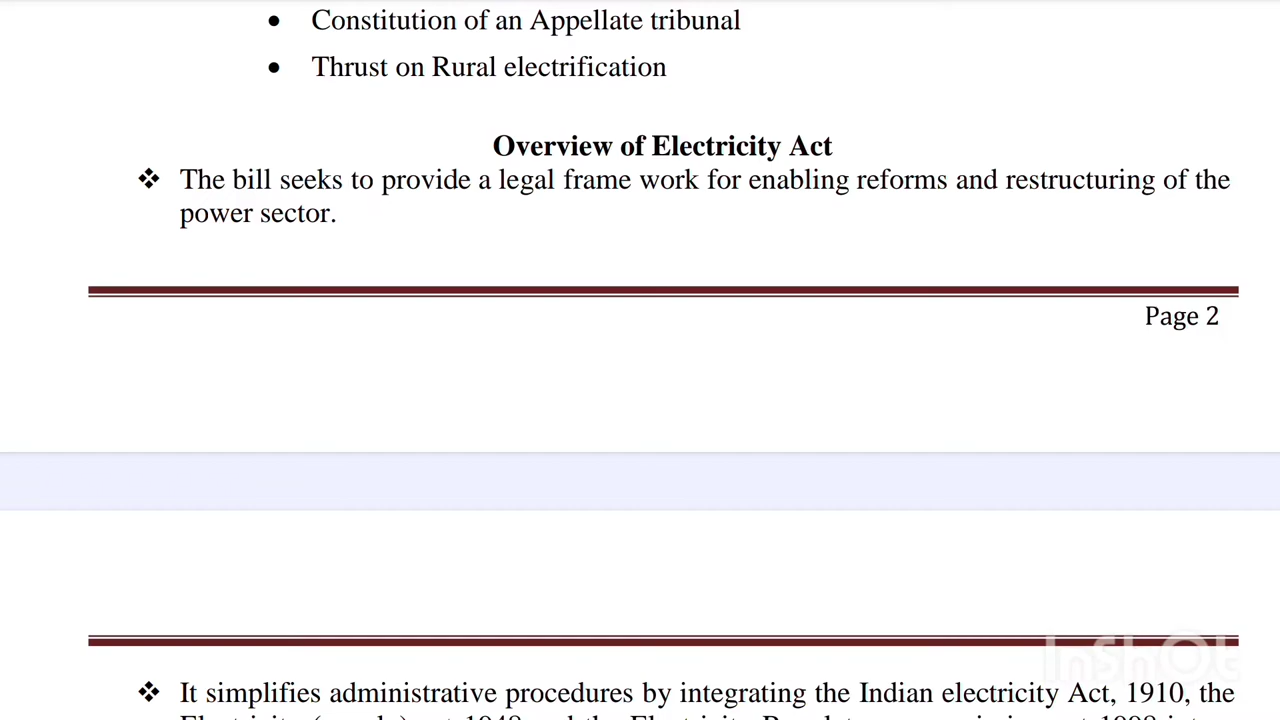 • Constitution of an Appellate tribunal
• Thrust on Rural electrification
Overview of Electricity Act
❖ The bill seeks to provide a legal frame work for enabling reforms and restructuring of the
power sector.
Page 2
InShOt
❖ It simplifies administrative procedures by integrating the Indian electricity Act, 1910, the